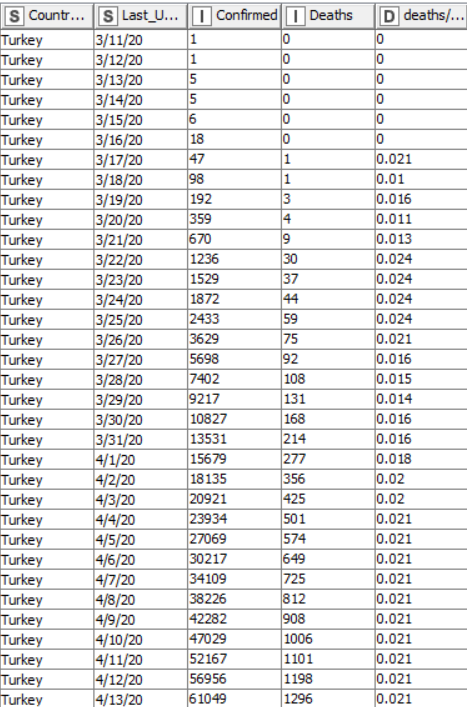 S Countr... S Last_U... I Confirmed I Deaths D deaths/...
Turkey 3/11/20 1 0 0
Turkey 3/12/20 1 0 0
Turkey 3/13/20 5 0 0
Turkey 3/14/20 5 0 0
Turkey 3/15/20 6 0 0
Turkey 3/16/20 18 0 0
Turkey 3/17/20 47 1 0.021
Turkey 3/18/20 98 1 0.01
Turkey 3/19/20 192 3 0.016
Turkey 3/20/20 359 4 0.011
Turkey 3/21/20 670 9 0.013
Turkey 3/22/20 1236 30 0.024
Turkey 3/23/20 1529 37 0.024
Turkey 3/24/20 1872 44 0.024
Turkey 3/25/20 2433 59 0.024
Turkey 3/26/20 3629 75 0.021
Turkey 3/27/20 5698 92 0.016
Turkey 3/28/20 7402 108 0.015
Turkey 3/29/20 9217 131 0.014
Turkey 3/30/20 10827 168 0.016
Turkey 3/31/20 13531 214 0.016
Turkey 4/1/20 15679 277 0.018
Turkey 4/2/20 18135 356 0.02
Turkey 4/3/20 20921 425 0.02
Turkey 4/4/20 23934 501 0.021
Turkey 4/5/20 27069 574 0.021
Turkey 4/6/20 30217 649 0.021
Turkey 4/7/20 34109 725 0.021
Turkey 4/8/20 38226 812 0.021
Turkey 4/9/20 42282 908 0.021
Turkey 4/10/20 47029 1006 0.021
Turkey 4/11/20 52167 1101 0.021
Turkey 4/12/20 56956 1198 0.021
Turkey 4/13/20 61049 1296 0.021